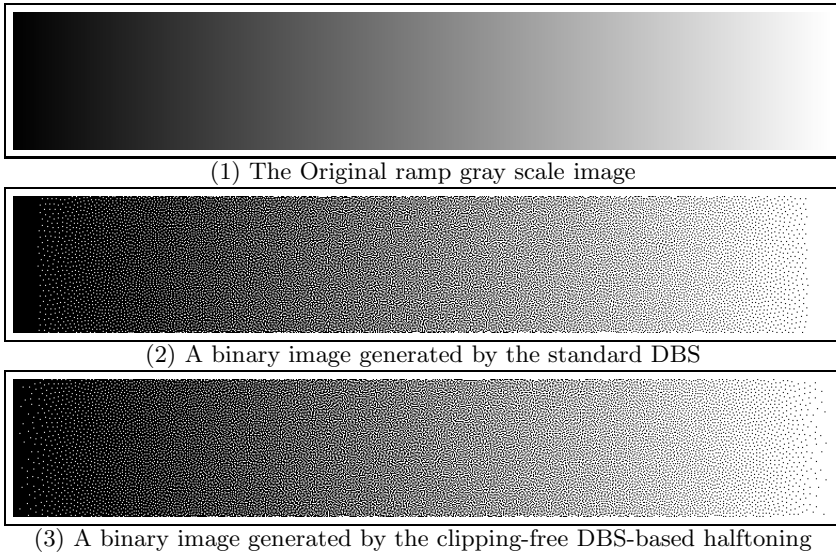 (1) The Original ramp gray scale image
(2) A binary image generated by the standard DBS
(3) A binary image generated by the clipping-free DBS-based halftoning